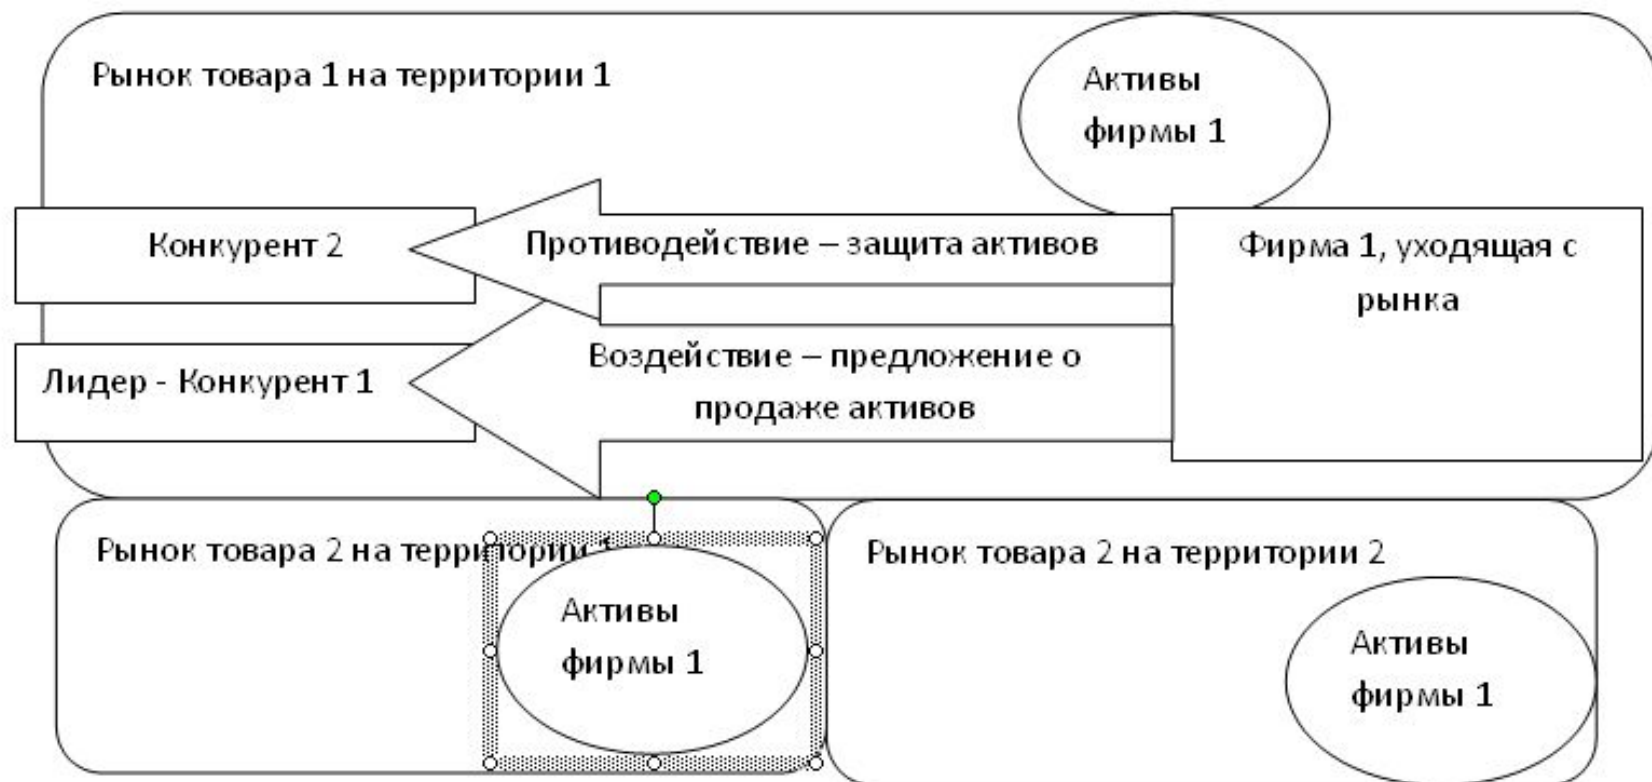 Рынок товара 1 на территории 1
Активы
фирмы 1
Конкурент 2
Противодействие – защита активов
Фирма 1, уходящая с
рынка
Лидер - Конкурент 1
Воздействие – предложение о
продаже активов
Рынок товара 2 на территории 1
Активы
фирмы 1
Рынок товара 2 на территории 2
Активы
фирмы 1